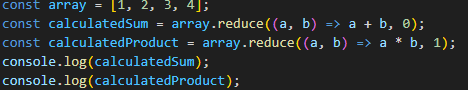 const array = [1, 2, 3, 4];
const calculatedSum = array.reduce((a, b) => a + b, 0);
const calculatedProduct = array.reduce((a, b) => a * b, 1);
console.log(calculatedSum);
console.log(calculatedProduct);